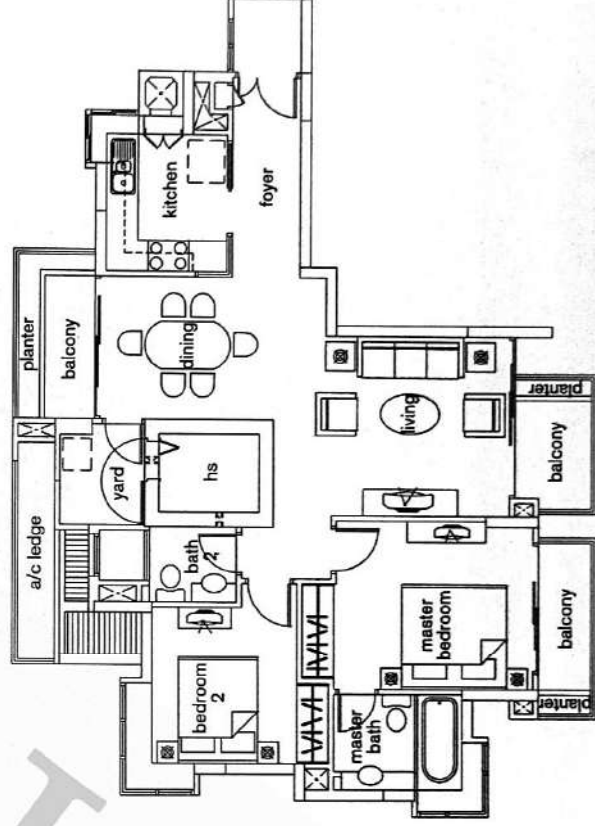 a/c ledge
planter
balcony
yard
kitchen
dining
hs
bath
2
bedroom
2
foyer
master
bath
master
bedroom
living
planter
balcony
balcony
planter